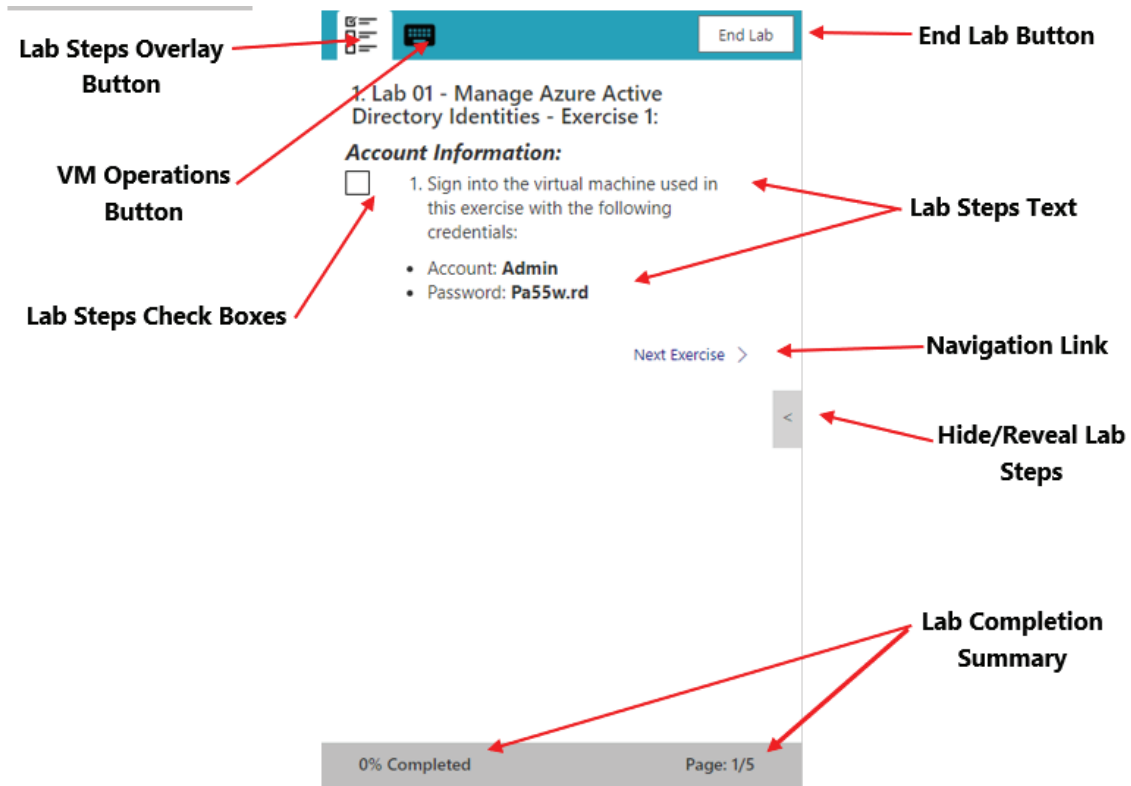 Lab Steps Overlay
Button
End Lab
End Lab Button
1. Lab 01 - Manage Azure Active
Directory Identities - Exercise 1:
Account Information:
VM Operations
Button
1. Sign into the virtual machine used in
this exercise with the following
credentials:
Lab Steps Text
• Account: Admin
• Password: Pa55w.rd
Lab Steps Check Boxes
Next Exercise >
Navigation Link
<
Hide/Reveal Lab
Steps
Lab Completion
Summary
0% Completed
Page: 1/5